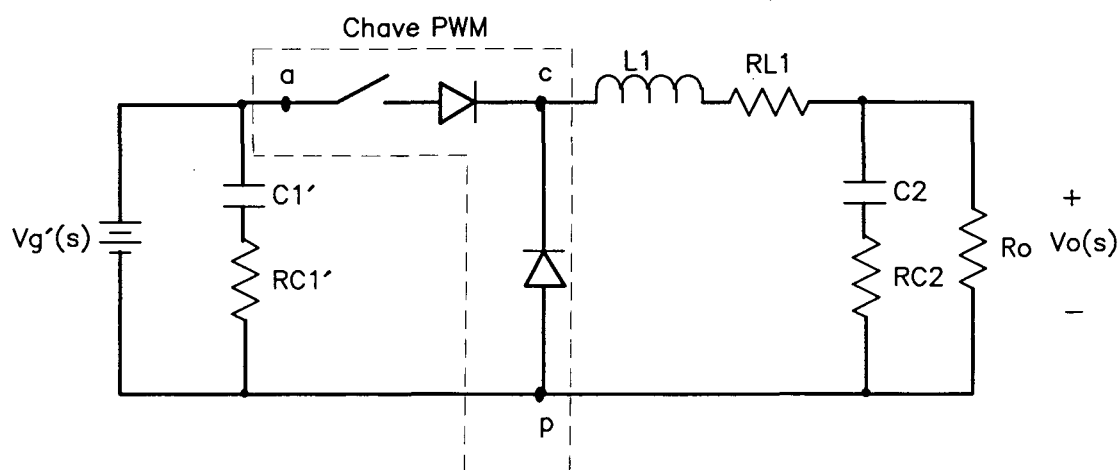 Chave PWM
a
c
L1
RL1
C1´
RC1´
Vg´(s)
C2
RC2
Ro
+
Vo(s)
−
p